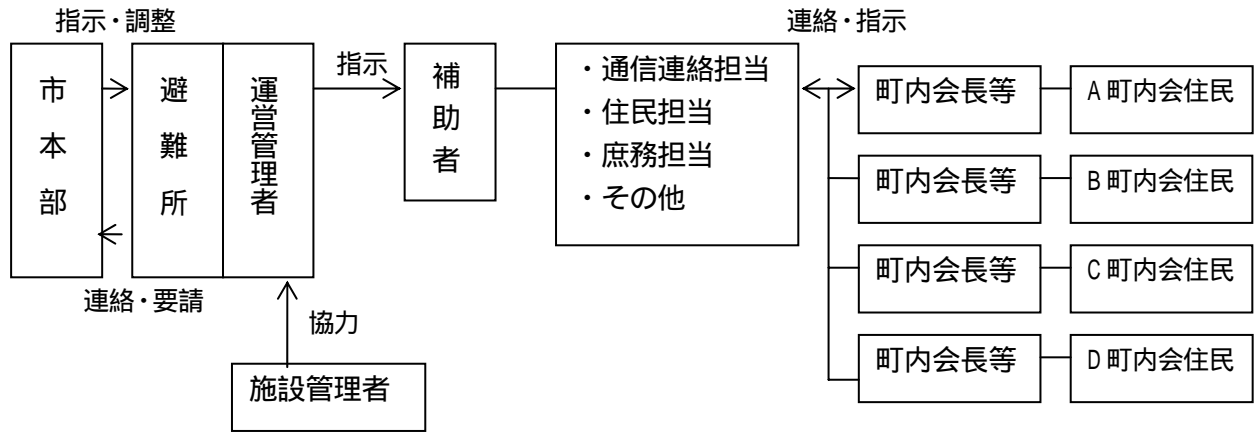 指示・調整
連絡・指示
市本部
避難所
運営管理者
指示
補助者
・通信連絡担当
・住民担当
・庶務担当
・その他
町内会長等
A町内会住民
町内会長等
B町内会住民
町内会長等
C町内会住民
町内会長等
D町内会住民
連絡・要請
協力
施設管理者